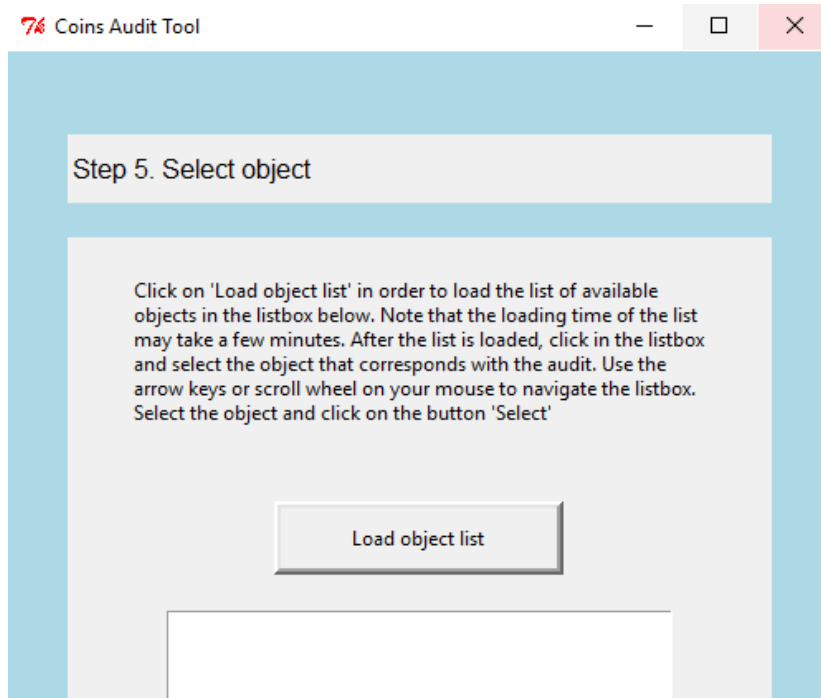 Coins Audit Tool
Step 5. Select object
Click on 'Load object list' in order to load the list of available
objects in the listbox below. Note that the loading time of the list
may take a few minutes. After the list is loaded, click in the listbox
and select the object that corresponds with the audit. Use the
arrow keys or scroll wheel on your mouse to navigate the listbox.
Select the object and click on the button 'Select'
Load object list